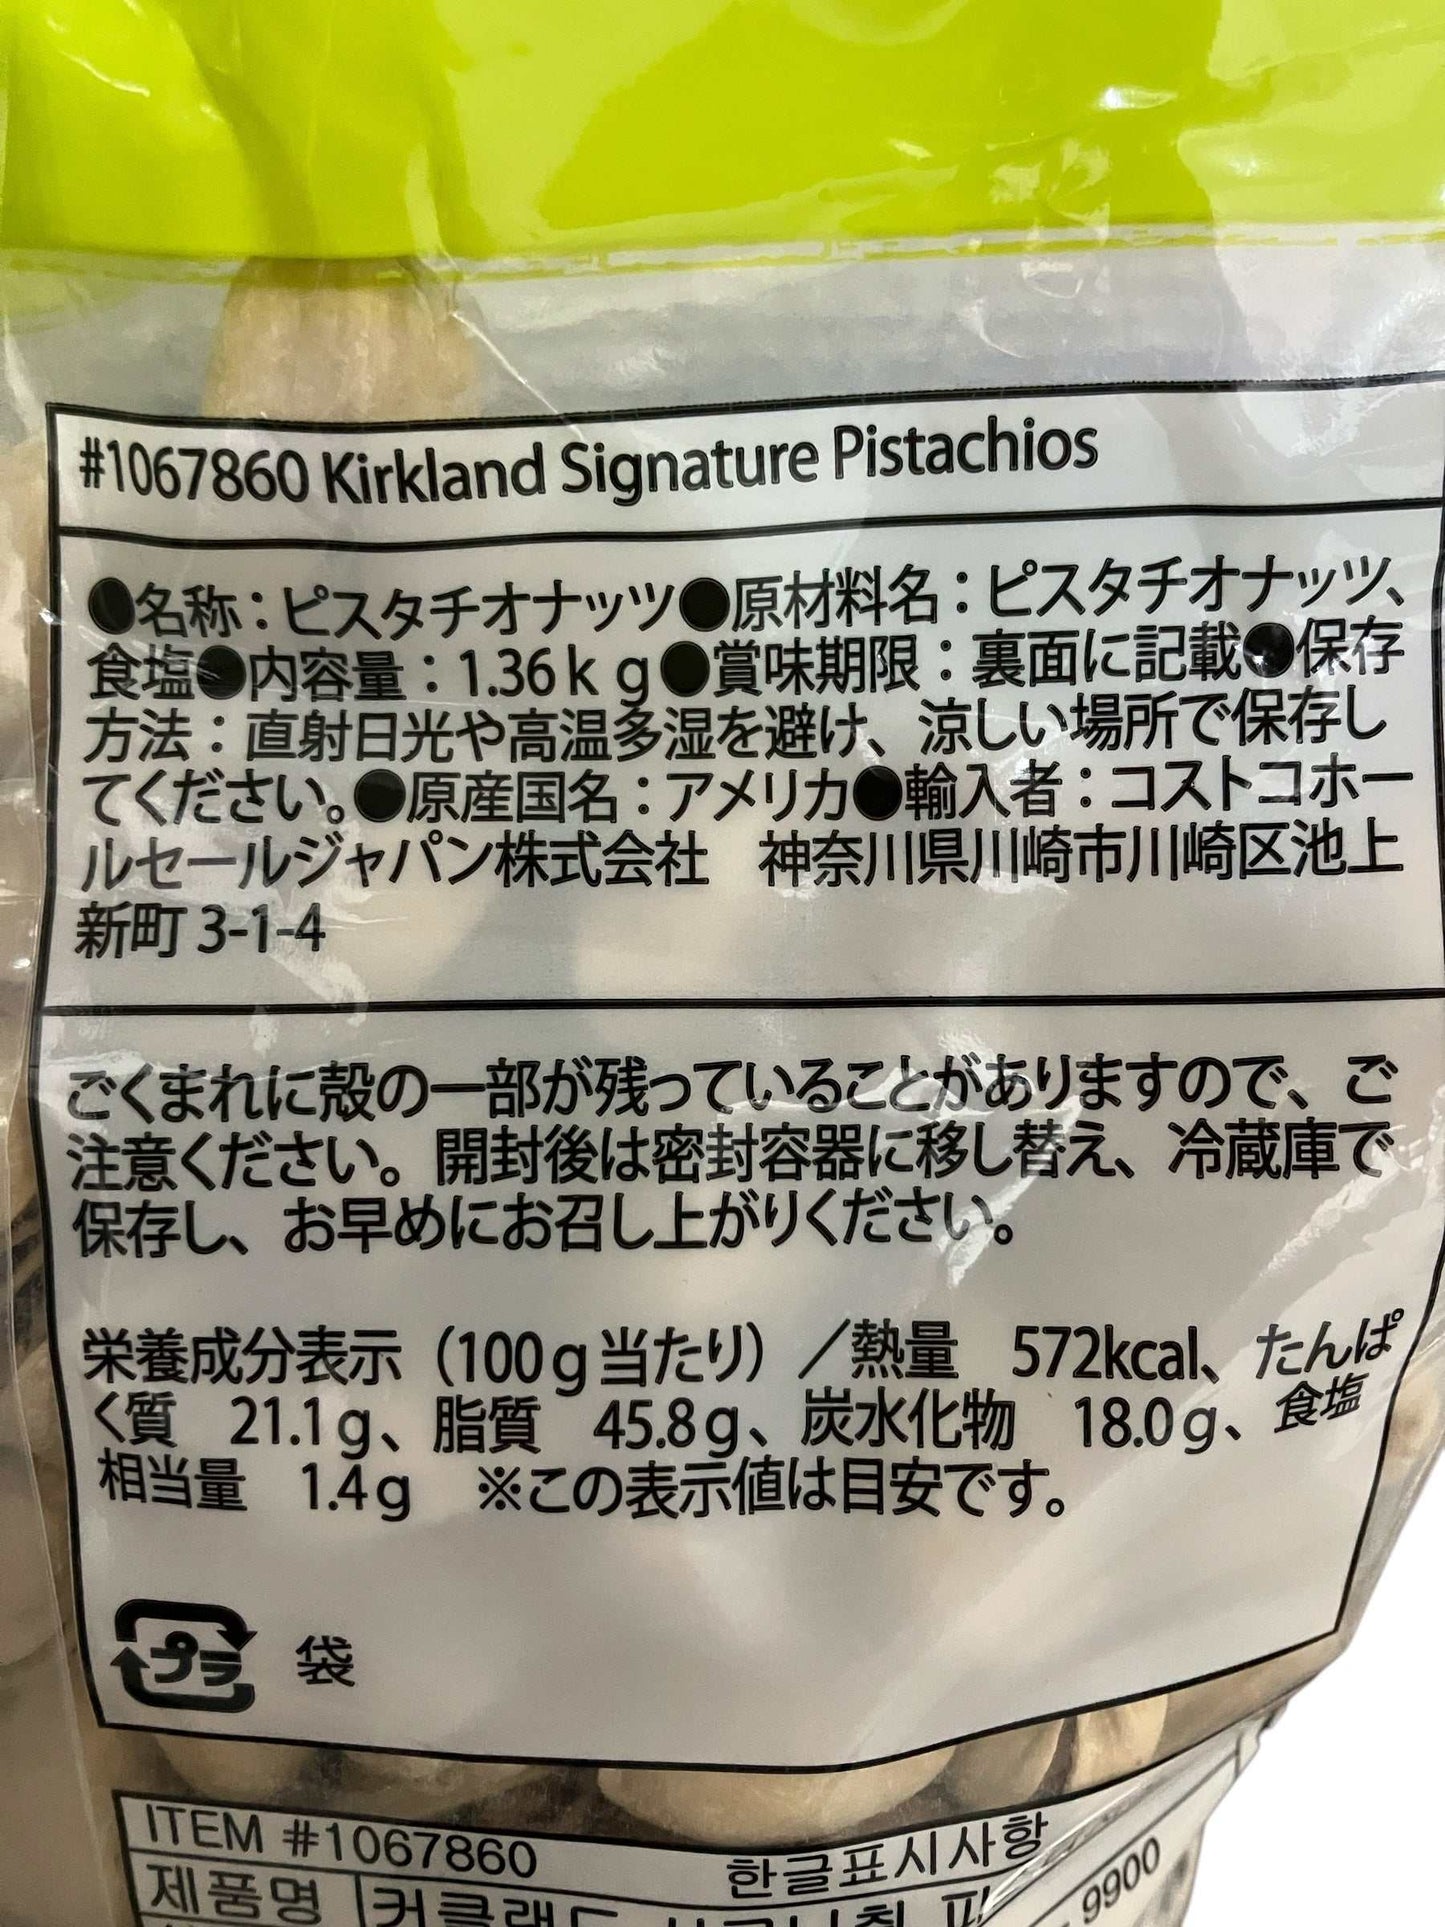 #1067860 Kirkland Signature Pistachios
●名称：ピスタチオナッツ●原材料名：ピスタチオナッツ、
食塩●内容量：1.36ｋｇ●賞味期限：裏面に記載●保存
方法：直射日光や高温多湿を避け、涼しい場所で保存し
てください。●原産国名：アメリカ●輸入者：コストコホー
ルセールジャパン株式会社　神奈川県川崎市川崎区池上
新町 3-1-4
ごくまれに殻の一部が残っていることがありますので、ご
注意ください。開封後は密封容器に移し替え、冷蔵庫で
保存し、お早めにお召し上がりください。
栄養成分表示（100ｇ当たり）／熱量　572kcal、たんぱ
く質　21.1ｇ、脂質　45.8ｇ、炭水化物　18.0ｇ、食塩
相当量　1.4ｇ　※この表示値は目安です。
プラ 袋
ITEM #1067860 한글표시사항
제품명 커클랜드
9900